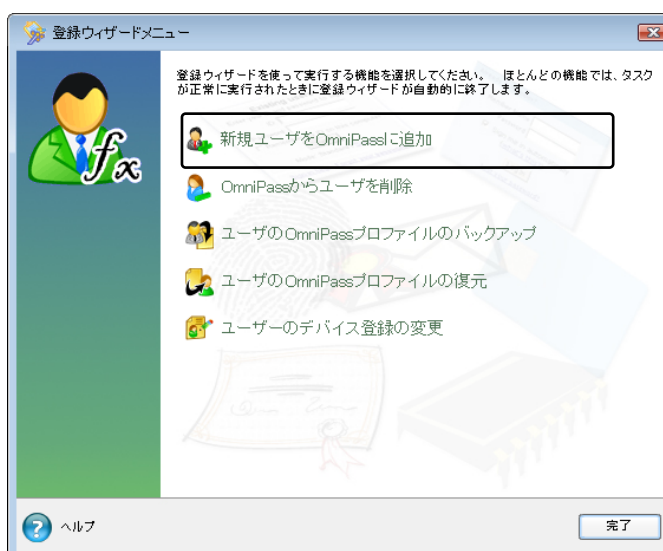 登録ウィザードメニュー
登録ウィザードを使って実行する機能を選択してください。 ほとんどの機能では、タスク
が正常に実行されたときに登録ウィザードが自動的に終了します。
fx
新規ユーザをOmniPassに追加
OmniPassからユーザを削除
ユーザのOmniPassプロファイルのバックアップ
ユーザのOmniPassプロファイルの復元
ユーザーのデバイス登録の変更
? ヘルプ
完了